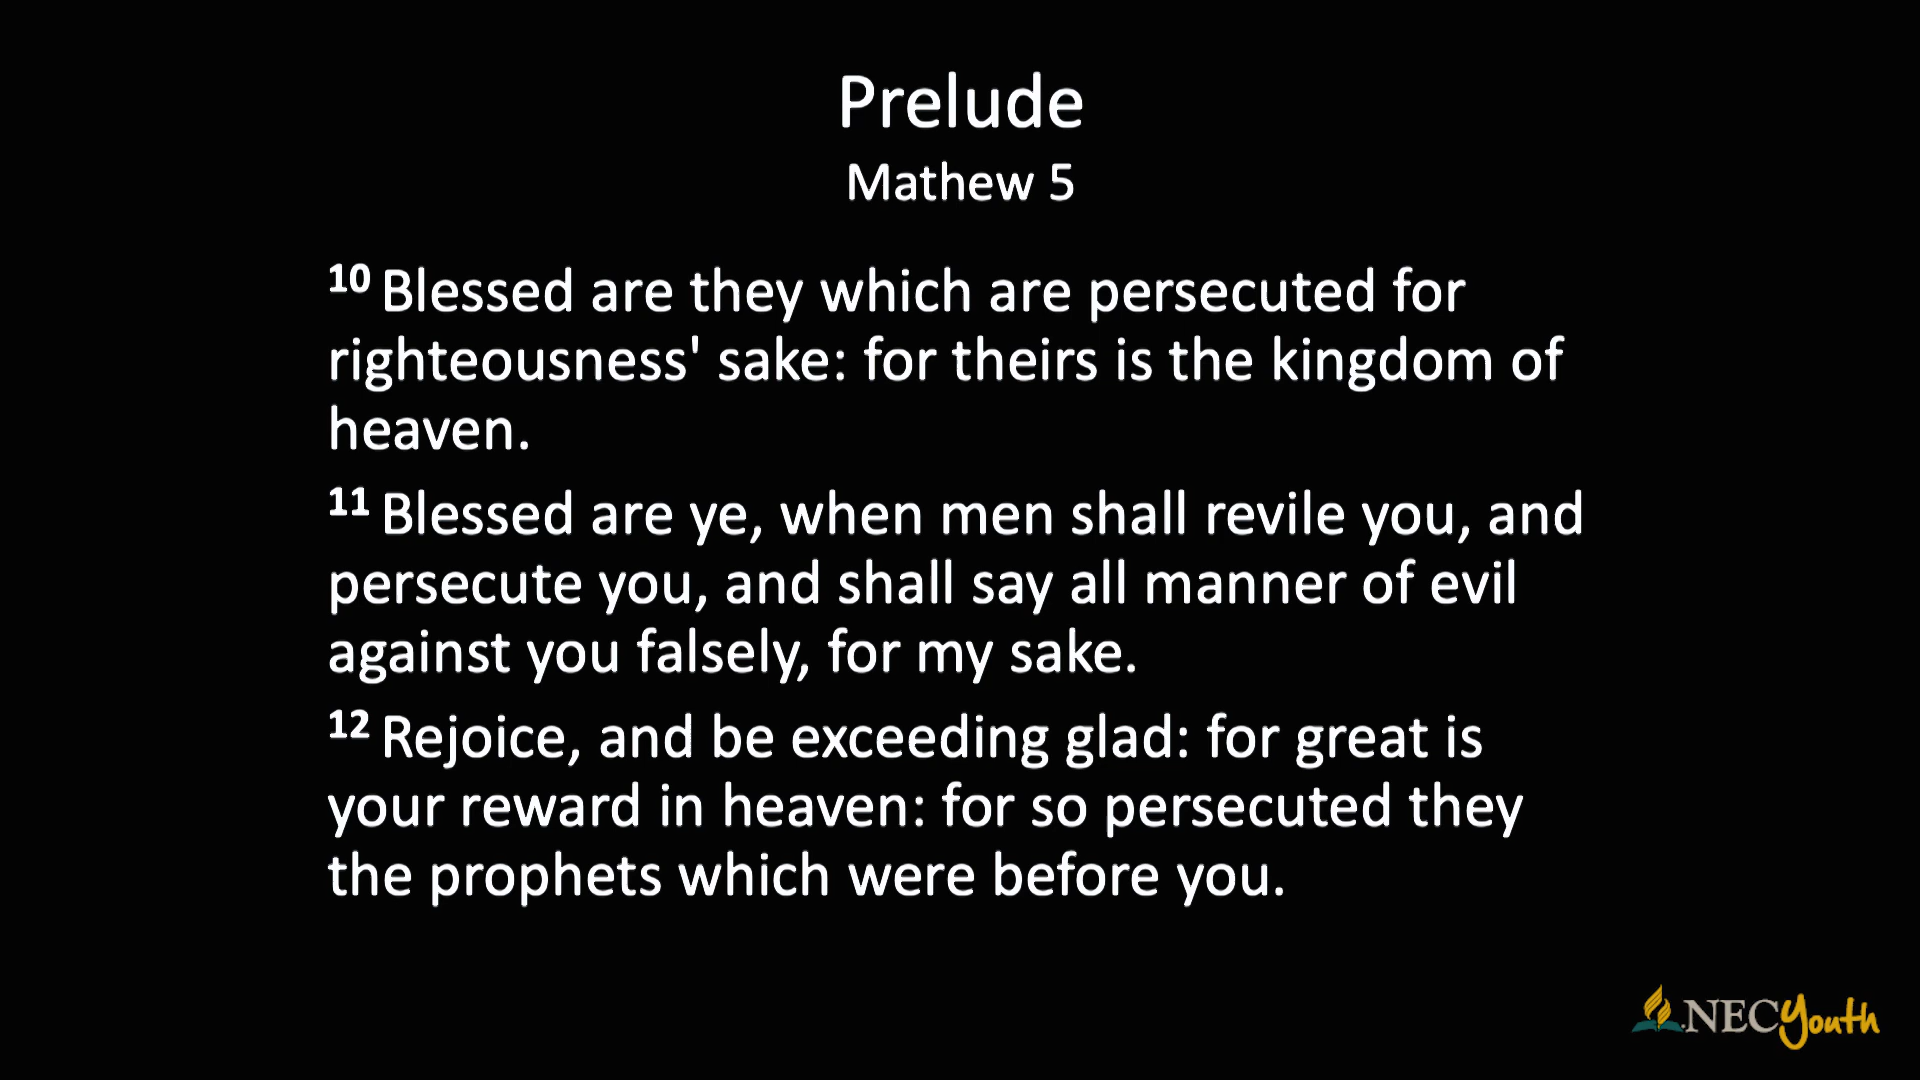 Prelude
Mathew 5
10 Blessed are they which are persecuted for
righteousness' sake: for theirs is the kingdom of
heaven.
11 Blessed are ye, when men shall revile you, and
persecute you, and shall say all manner of evil
against you falsely, for my sake.
12 Rejoice, and be exceeding glad: for great is
your reward in heaven: for so persecuted they
the prophets which were before you.
NECYouth